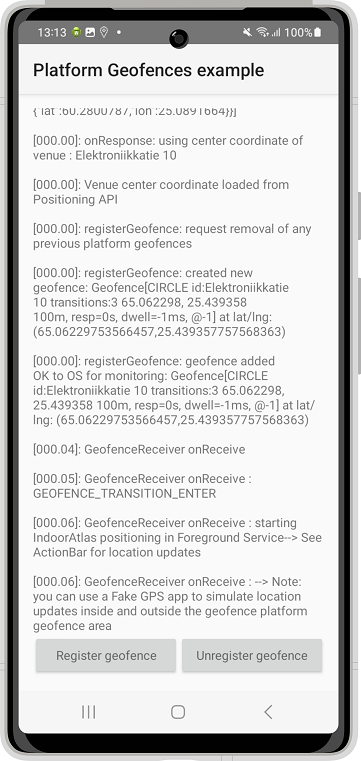 13:13
100%
Platform Geofences example
{"lat":60.2800787,"lon":25.0891664}}]
[000.00]: onResponse: using center coordinate of
venue : Elektroniikkatie 10
[000.00]: Venue center coordinate loaded from
Positioning API
[000.00]: registerGeofence: request removal of any
previous platform geofences
[000.00]: registerGeofence: created new
geofence: Geofence[CIRCLE id:Elektroniikkatie
10 transitions:3 65.062298, 25.439358
100m, resp=0s, dwell=-1ms, @-1] at lat/lng:
(65.06229753566457,25.439357757568363)
[000.00]: registerGeofence: geofence added
OK to OS for monitoring: Geofence[CIRCLE
id:Elektroniikkatie 10 transitions:3 65.062298,
25.439358 100m, resp=0s, dwell=-1ms, @-1] at lat/
lng: (65.06229753566457,25.439357757568363)
[000.04]: GeofenceReceiver onReceive
[000.05]: GeofenceReceiver onReceive :
GEOFENCE_TRANSITION_ENTER
[000.06]: GeofenceReceiver onReceive : starting
IndoorAtlas positioning in Foreground Service--> See
ActionBar for location updates
[000.06]: GeofenceReceiver onReceive : --> Note:
you can use a Fake GPS app to simulate location
updates inside and outside the geofence platform
geofence area
Register geofence
Unregister geofence